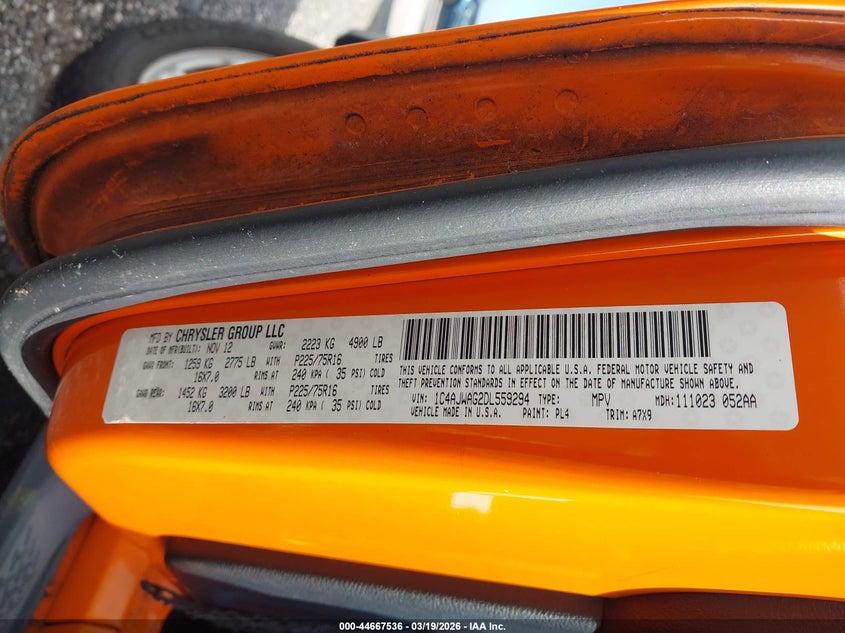 MFD BY CHRYSLER GROUP LLC
DATE OF MFR(BUILT): NOV 12 GVWR: 2223 KG 4900 LB
GAWR FRONT: 1259 KG 2775 LB WITH P225/75R16 TIRES
16X7.0 RIMS AT 240 KPA ( 35 PSI) COLD
GAWR REAR: 1452 KG 3200 LB WITH P225/75R16 TIRES
16X7.0 RIMS AT 240 KPA ( 35 PSI) COLD
THIS VEHICLE CONFORMS TO ALL APPLICABLE U.S.A. FEDERAL MOTOR VEHICLE SAFETY AND
THEFT PREVENTION STANDARDS IN EFFECT ON THE DATE OF MANUFACTURE SHOWN ABOVE.
VIN: 1C4AJWAG2DL559294 TYPE: MPV MDH: 111023 052AA
VEHICLE MADE IN U.S.A. PAINT: PL4 TRIM: A7X9
000-44667536 - 03/19/2026 - IAA Inc.